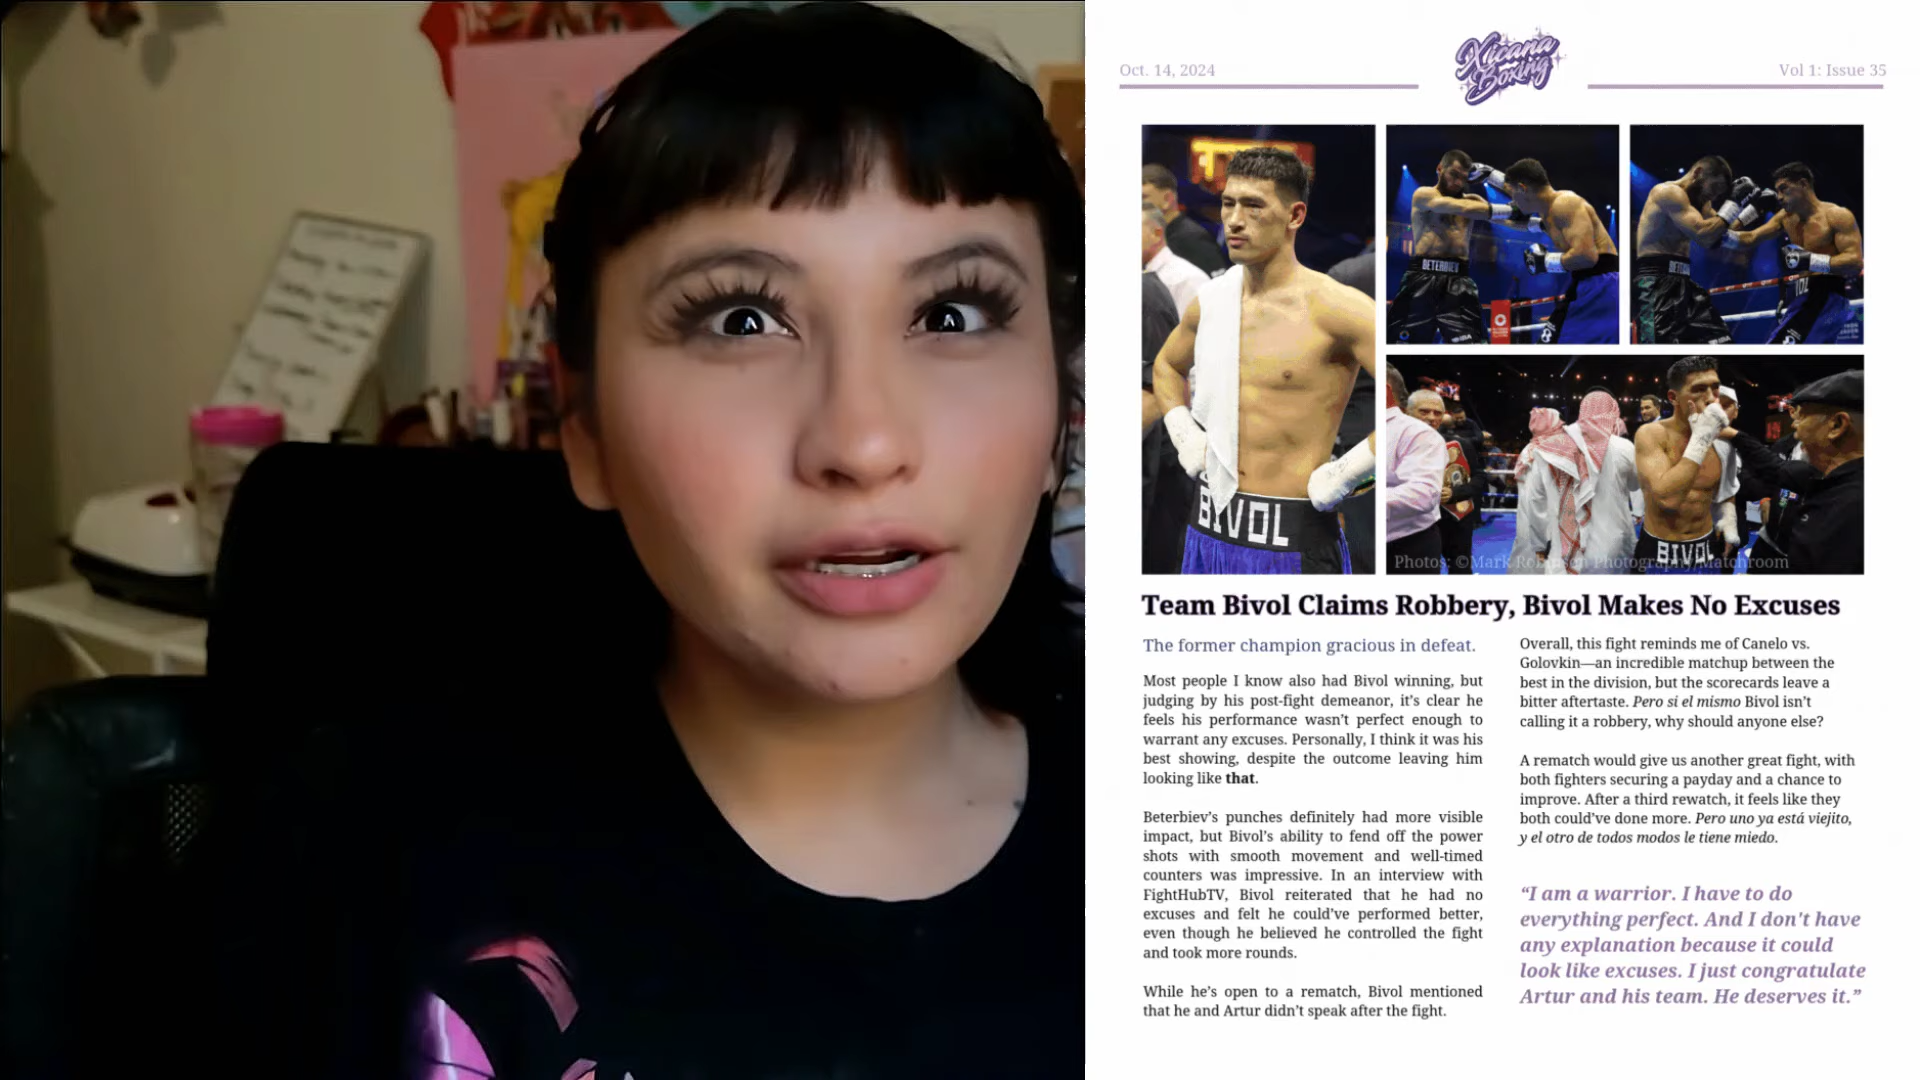 Oct. 14, 2024
Xicana
Boxing
Vol 1: Issue 35
BETERBIEV
BIVOL
BIVOL
Photos: ©Mark Robinson Photography/Matchroom
Team Bivol Claims Robbery, Bivol Makes No Excuses
The former champion gracious in defeat.
Most people I know also had Bivol winning, but
judging by his post-fight demeanor, it’s clear he
feels his performance wasn’t perfect enough to
warrant any excuses. Personally, I think it was his
best showing, despite the outcome leaving him
looking like that.
Beterbiev’s punches definitely had more visible
impact, but Bivol’s ability to fend off the power
shots with smooth movement and well-timed
counters was impressive. In an interview with
FightHubTV, Bivol reiterated that he had no
excuses and felt he could’ve performed better,
even though he believed he controlled the fight
and took more rounds.
While he’s open to a rematch, Bivol mentioned
that he and Artur didn’t speak after the fight.
Overall, this fight reminds me of Canelo vs.
Golovkin—an incredible matchup between the
best in the division, but the scorecards leave a
bitter aftertaste. Pero si el mismo Bivol isn’t
calling it a robbery, why should anyone else?
A rematch would give us another great fight, with
both fighters securing a payday and a chance to
improve. After a third rewatch, it feels like they
both could’ve done more. Pero uno ya está viejito,
y el otro de todos modos le tiene miedo.
“I am a warrior. I have to do
everything perfect. And I don't have
any explanation because it could
look like excuses. I just congratulate
Artur and his team. He deserves it.”